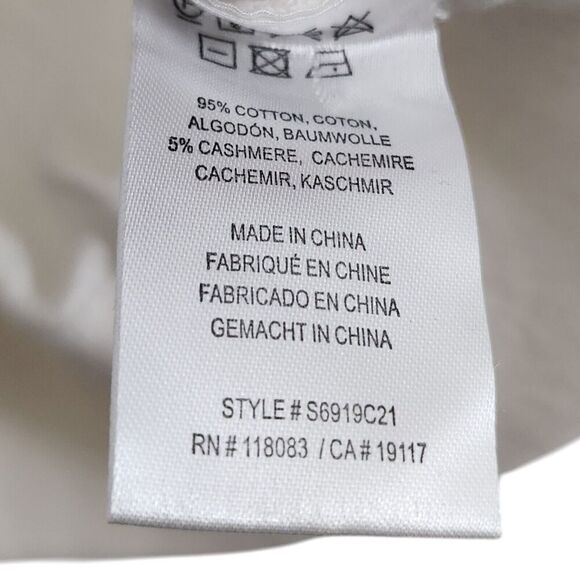 95% COTTON, COTON,
ALGODÓN, BAUMWOLLE
5% CASHMERE, CACHEMIRE
CACHEMIR, KASCHMIR
MADE IN CHINA
FABRIQUÉ EN CHINE
FABRICADO EN CHINA
GEMACHT IN CHINA
STYLE # S6919C21
RN # 118083 / CA # 19117